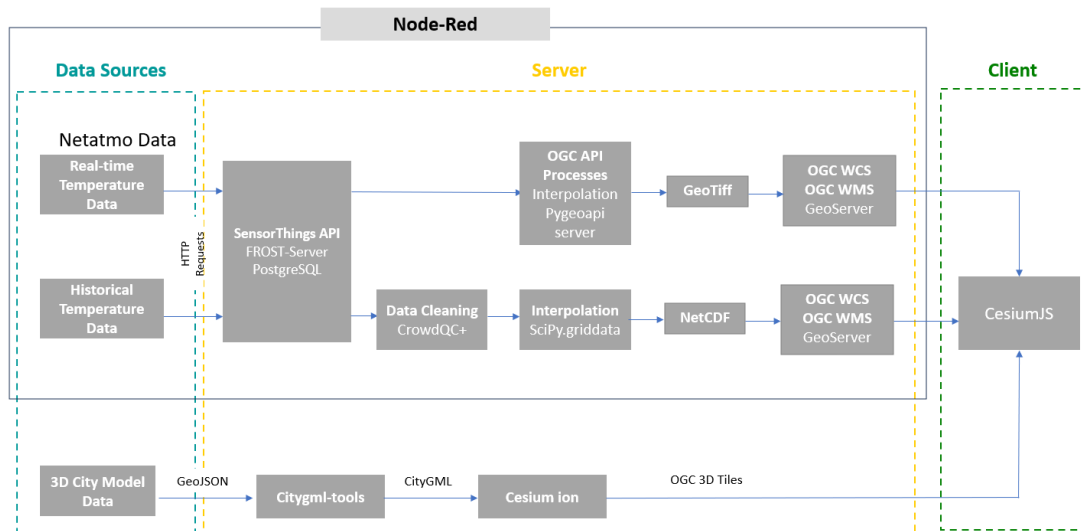 Node-Red
Data Sources
Server
Client
Netatmo Data
Real-time
Temperature
Data
HTTP
Requests
Historical
Temperature
Data
SensorThings API
FROST-Server
PostgreSQL
OGC API
Processes
Interpolation
Pygeoapi
server
GeoTiff
OGC WCS
OGC WMS
GeoServer
Data Cleaning
CrowdQC+
Interpolation
SciPy.griddata
NetCDF
OGC WCS
OGC WMS
GeoServer
CesiumJS
3D City Model
Data
GeoJSON
Citygml-tools
CityGML
Cesium ion
OGC 3D Tiles